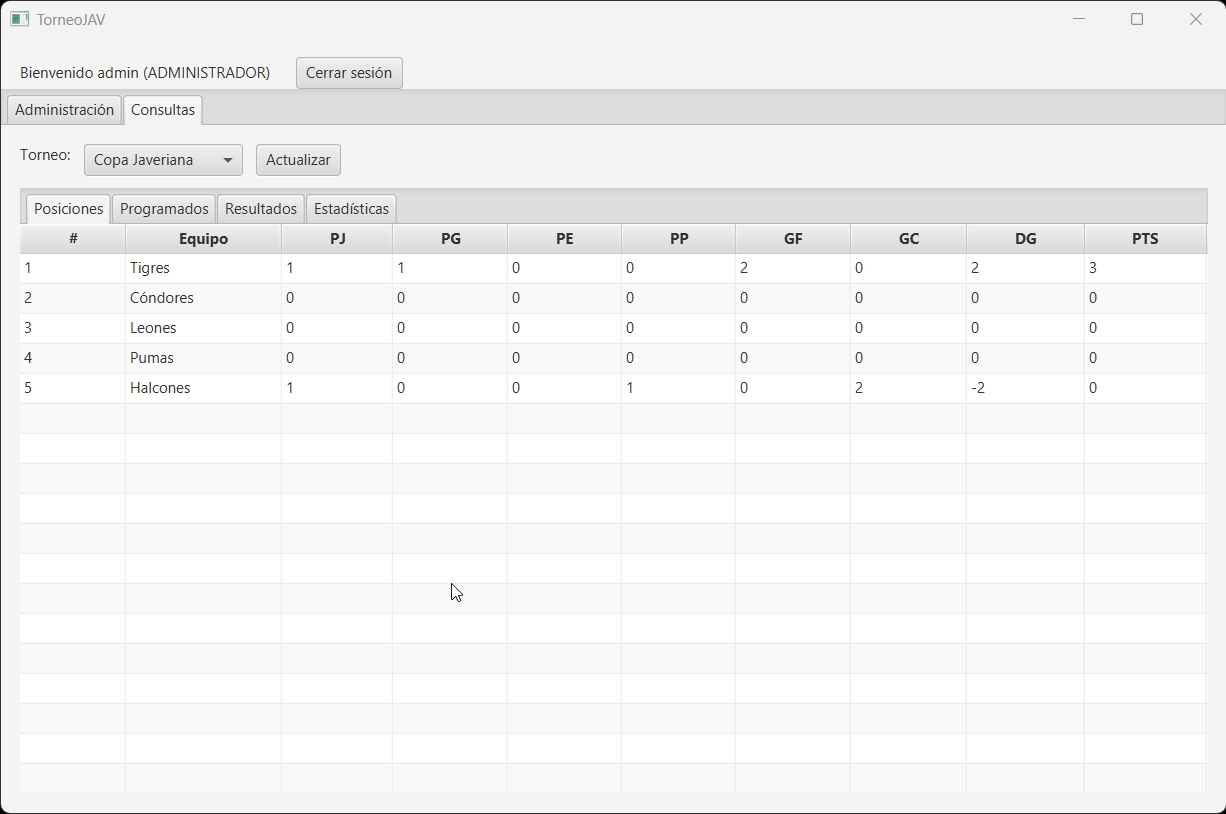 TorneoJAV
Bienvenido admin (ADMINISTRADOR) Cerrar sesión
Administración Consultas
Torneo: Copa Javeriana Actualizar
Posiciones Programados Resultados Estadísticas
# Equipo PJ PG PE PP GF GC DG PTS
1 Tigres 1 1 0 0 2 0 2 3
2 Cóndores 0 0 0 0 0 0 0 0
3 Leones 0 0 0 0 0 0 0 0
4 Pumas 0 0 0 0 0 0 0 0
5 Halcones 1 0 0 1 0 2 -2 0